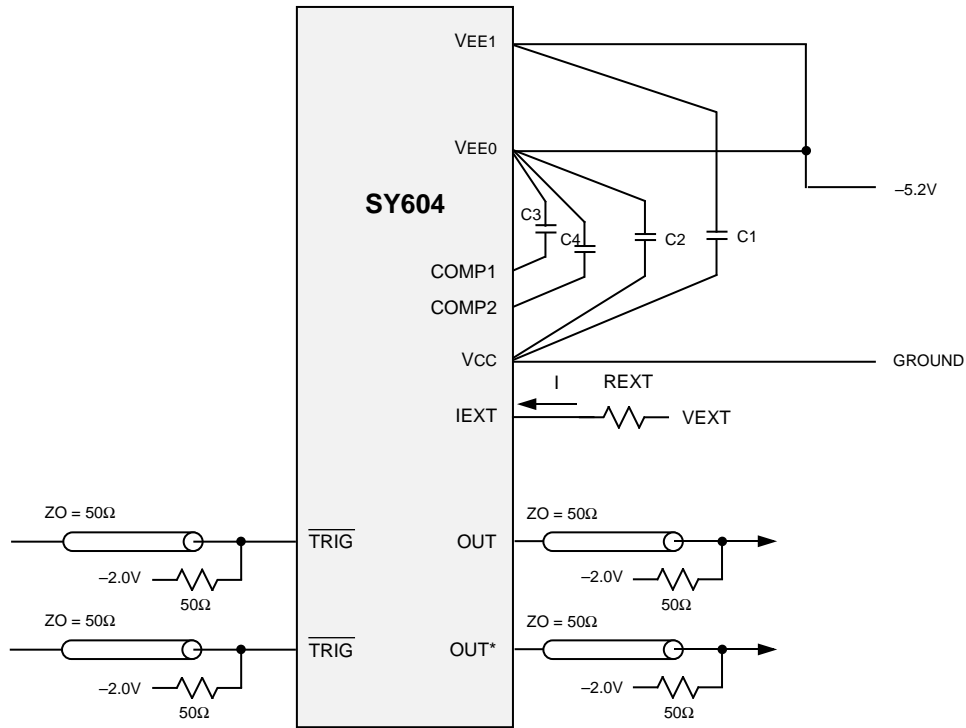 VEE1
VEE0
–5.2V
SY604
C3
C4
C2
C1
COMP1
COMP2
VCC
GROUND
I
REXT
IEXT
VEXT
ZO = 50Ω
ZO = 50Ω
TRIG
OUT
–2.0V
–2.0V
50Ω
50Ω
ZO = 50Ω
ZO = 50Ω
TRIG
OUT*
–2.0V
–2.0V
50Ω
50Ω